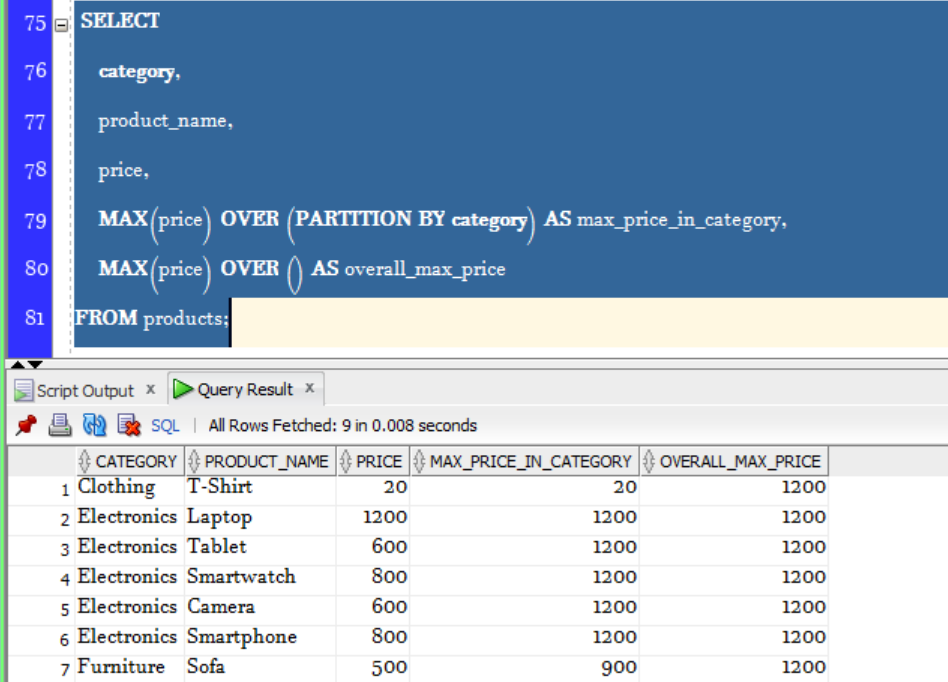 75 SELECT
76 category,
77 product_name,
78 price,
79 MAX(price) OVER (PARTITION BY category) AS max_price_in_category,
80 MAX(price) OVER () AS overall_max_price
81 FROM products;
Script Output x Query Result x
SQL | All Rows Fetched: 9 in 0.008 seconds
CATEGORY PRODUCT_NAME PRICE MAX_PRICE_IN_CATEGORY OVERALL_MAX_PRICE
1 Clothing T-Shirt 20 20 1200
2 Electronics Laptop 1200 1200 1200
3 Electronics Tablet 600 1200 1200
4 Electronics Smartwatch 800 1200 1200
5 Electronics Camera 600 1200 1200
6 Electronics Smartphone 800 1200 1200
7 Furniture Sofa 500 900 1200